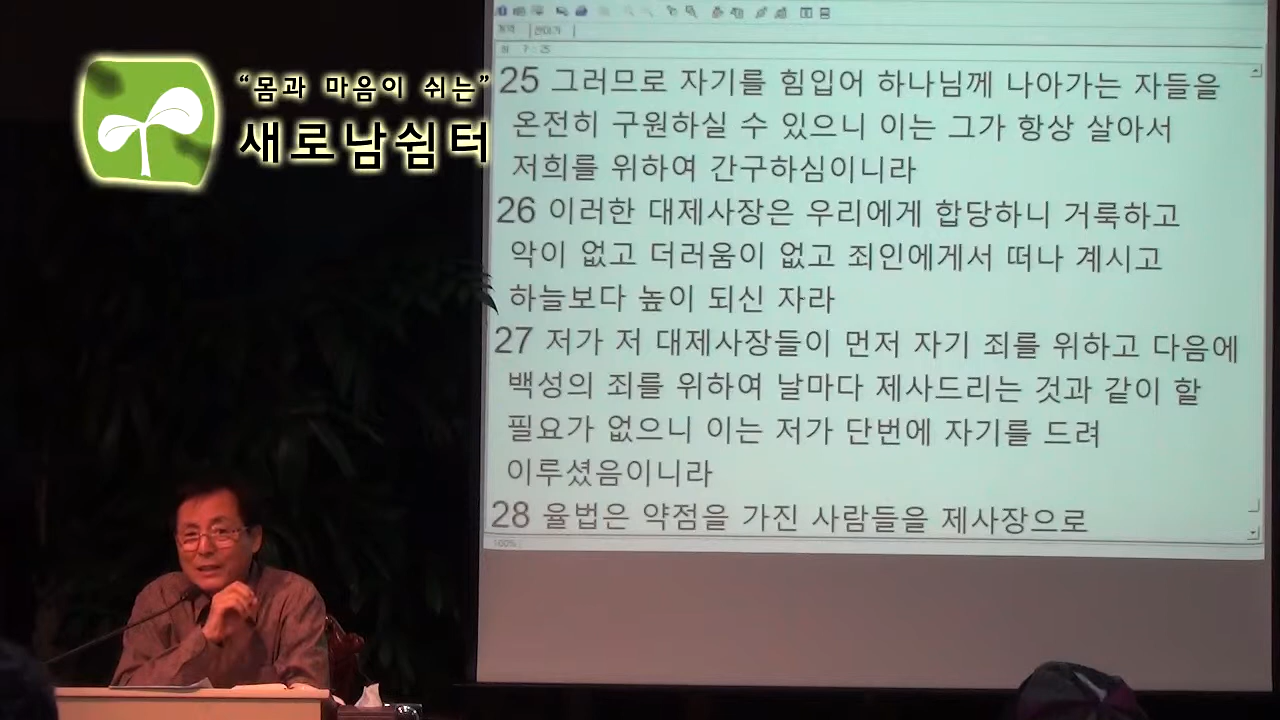 “몸과 마음이 쉬는”
새로남쉼터
25 그러므로 자기를 힘입어 하나님께 나아가는 자들을
온전히 구원하실 수 있으니 이는 그가 항상 살아서
저희를 위하여 간구하심이니라
26 이러한 대제사장은 우리에게 합당하니 거룩하고
악이 없고 더러움이 없고 죄인에게서 떠나 계시고
하늘보다 높이 되신 자라
27 저가 저 대제사장들이 먼저 자기 죄를 위하고 다음에
백성의 죄를 위하여 날마다 제사드리는 것과 같이 할
필요가 없으니 이는 저가 단번에 자기를 드려
이루셨음이니라
28 율법은 약점을 가진 사람들을 제사장으로
100%